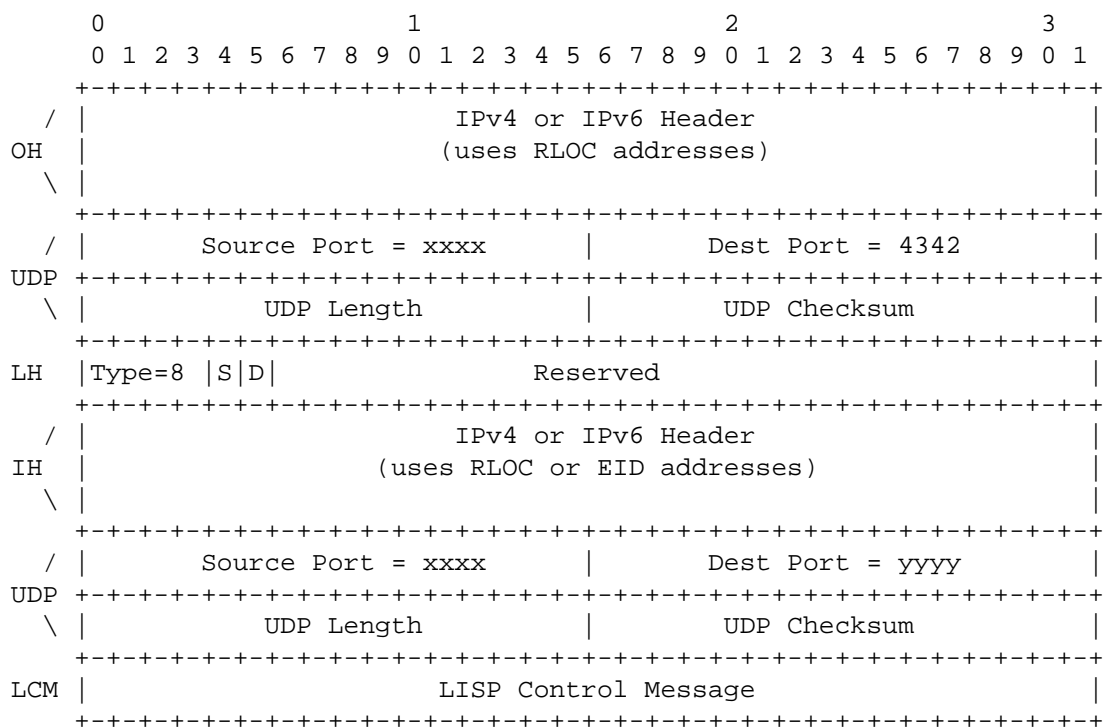 0                   1                   2                   3
 0 1 2 3 4 5 6 7 8 9 0 1 2 3 4 5 6 7 8 9 0 1 2 3 4 5 6 7 8 9 0 1
     +-+-+-+-+-+-+-+-+-+-+-+-+-+-+-+-+-+-+-+-+-+-+-+-+-+-+-+-+-+-+-+-+
   / |                       IPv4 or IPv6 Header                     |
OH   |                      (uses RLOC addresses)                    |
   \ |                                                               |
     +-+-+-+-+-+-+-+-+-+-+-+-+-+-+-+-+-+-+-+-+-+-+-+-+-+-+-+-+-+-+-+-+
   / |       Source Port = xxxx      |       Dest Port = 4342        |
UDP  +-+-+-+-+-+-+-+-+-+-+-+-+-+-+-+-+-+-+-+-+-+-+-+-+-+-+-+-+-+-+-+-+
   \ |           UDP Length          |        UDP Checksum           |
     +-+-+-+-+-+-+-+-+-+-+-+-+-+-+-+-+-+-+-+-+-+-+-+-+-+-+-+-+-+-+-+-+
LH   |Type=8 |S|D|                Reserved                           |
     +-+-+-+-+-+-+-+-+-+-+-+-+-+-+-+-+-+-+-+-+-+-+-+-+-+-+-+-+-+-+-+-+
   / |                       IPv4 or IPv6 Header                     |
IH   |                  (uses RLOC or EID addresses)                 |
   \ |                                                               |
     +-+-+-+-+-+-+-+-+-+-+-+-+-+-+-+-+-+-+-+-+-+-+-+-+-+-+-+-+-+-+-+-+
   / |       Source Port = xxxx      |       Dest Port = yyyy        |
UDP  +-+-+-+-+-+-+-+-+-+-+-+-+-+-+-+-+-+-+-+-+-+-+-+-+-+-+-+-+-+-+-+-+
   \ |           UDP Length          |        UDP Checksum           |
     +-+-+-+-+-+-+-+-+-+-+-+-+-+-+-+-+-+-+-+-+-+-+-+-+-+-+-+-+-+-+-+-+
LCM  |                      LISP Control Message                     |
     +-+-+-+-+-+-+-+-+-+-+-+-+-+-+-+-+-+-+-+-+-+-+-+-+-+-+-+-+-+-+-+-+